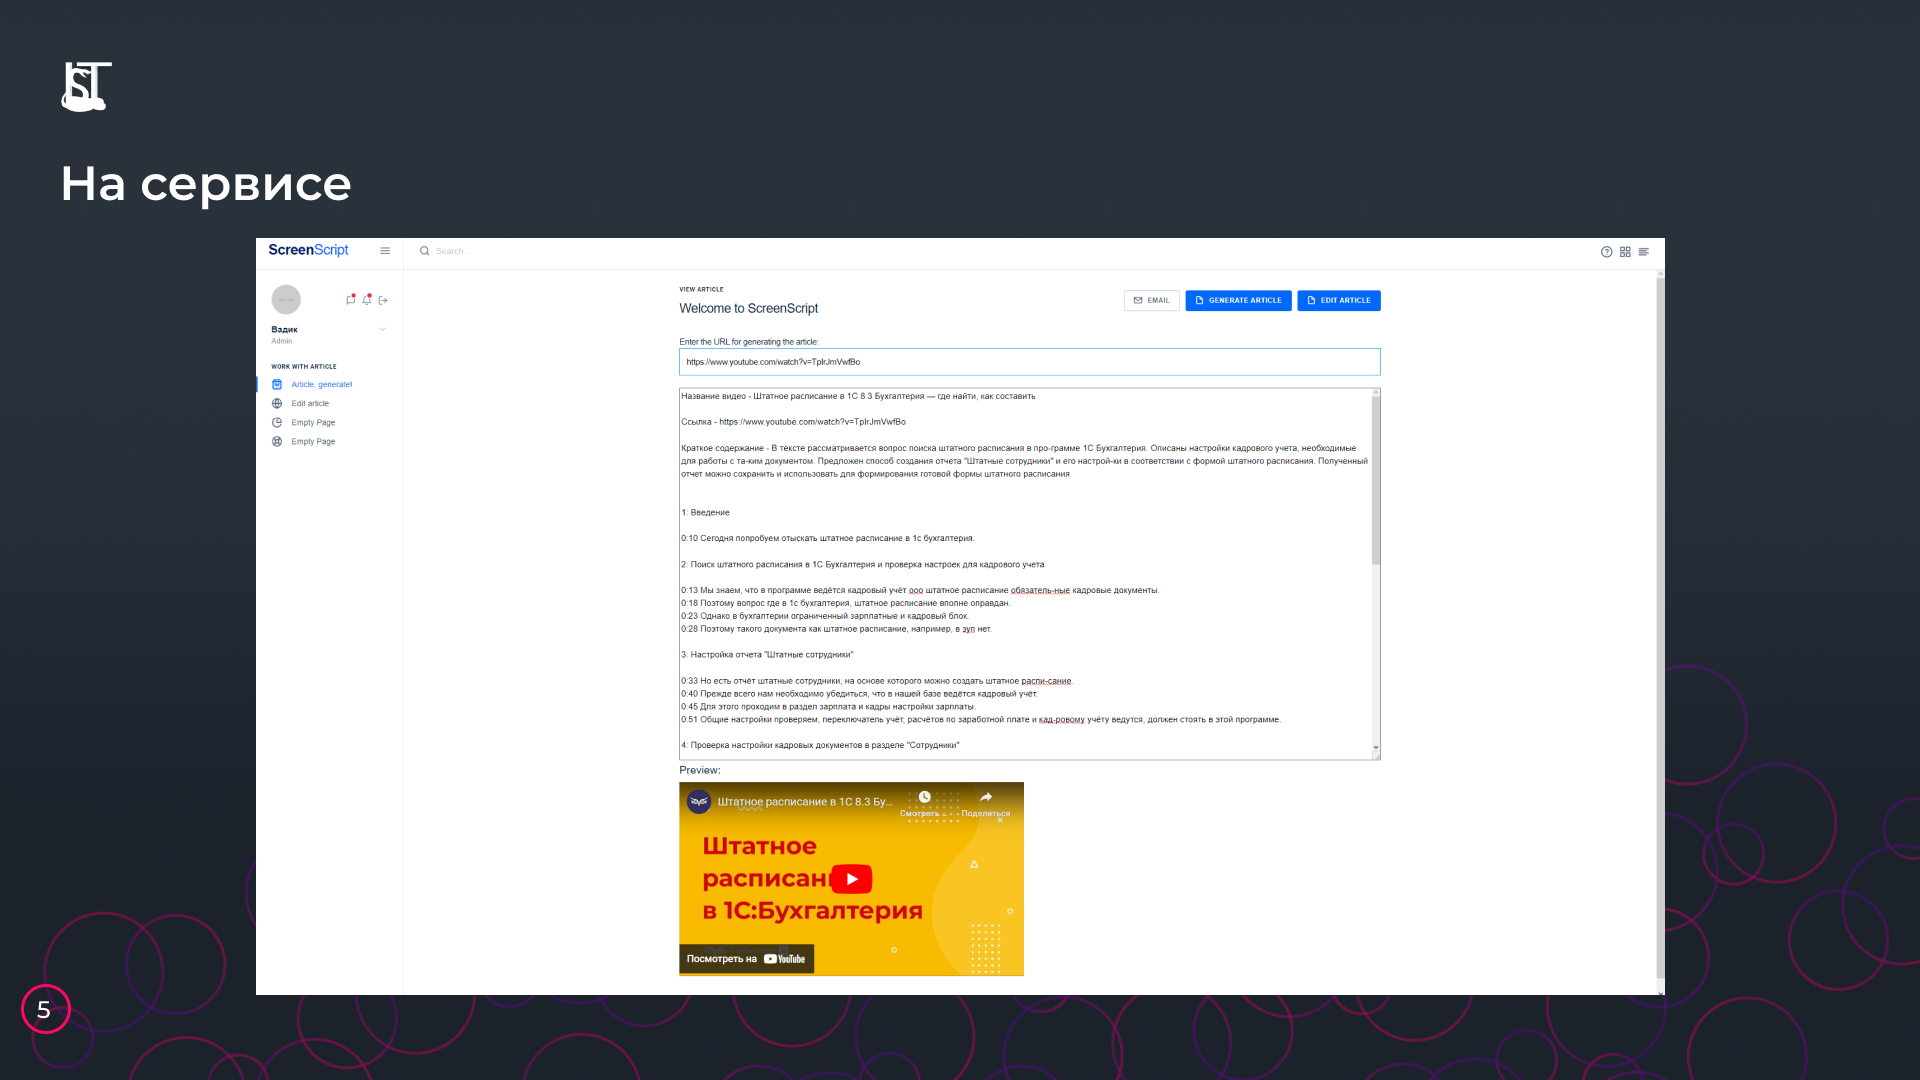 IST
На сервисе
ScreenScript
Search...
Вадик
Admin
WORK WITH ARTICLE
Article, generate!
Edit article
Empty Page
Empty Page
VIEW ARTICLE
Welcome to ScreenScript
EMAIL
GENERATE ARTICLE
EDIT ARTICLE
Enter the URL for generating the article:
https://www.youtube.com/watch?v=TpIrJmVwfBo
Название видео - Штатное расписание в 1С 8.3 Бухгалтерия — где найти, как составить
Ссылка - https://www.youtube.com/watch?v=TpIrJmVwfBo
Краткое содержание - В тексте рассматривается вопрос поиска штатного расписания в про-грамме 1С Бухгалтерия. Описаны настройки кадрового учета, необходимые
для работы с та-ким документом. Предложен способ создания отчета "Штатные сотрудники" и его настрой-ки в соответствии с формой штатного расписания. Полученный
отчет можно сохранить и использовать для формирования готовой формы штатного расписания
1: Введение
0:10 Сегодня попробуем отыскать штатное расписание в 1с бухгалтерия.
2: Поиск штатного расписания в 1С Бухгалтерия и проверка настроек для кадрового учета
0:13 Мы знаем, что в программе ведётся кадровый учёт ооо штатное расписание обязатель-ные кадровые документы.
0:18 Поэтому вопрос где в 1с бухгалтерия, штатное расписание вполне оправдан.
0:23 Однако в бухгалтерии ограниченный зарплатные и кадровый блок.
0:28 Поэтому такого документа как штатное расписание, например, в зуп нет.
3: Настройка отчета "Штатные сотрудники"
0:33 Но есть отчёт штатные сотрудники, на основе которого можно создать штатное распи-сание.
0:40 Прежде всего нам необходимо убедиться, что в нашей базе ведётся кадровый учёт.
0:45 Для этого проходим в раздел зарплата и кадры настройки зарплаты.
0:51 Общие настройки проверяем, переключатель учёт, расчётов по заработной плате и кад-ровому учёту ведутся, должен стоять в этой программе.
4: Проверка настройки кадровых документов в разделе "Сотрудники"
Preview:
Штатное расписание в 1С 8.3 Бу...
Смотреть ...
Поделиться
Штатное
расписани
в 1С:Бухгалтерия
Посмотреть на YouTube
5